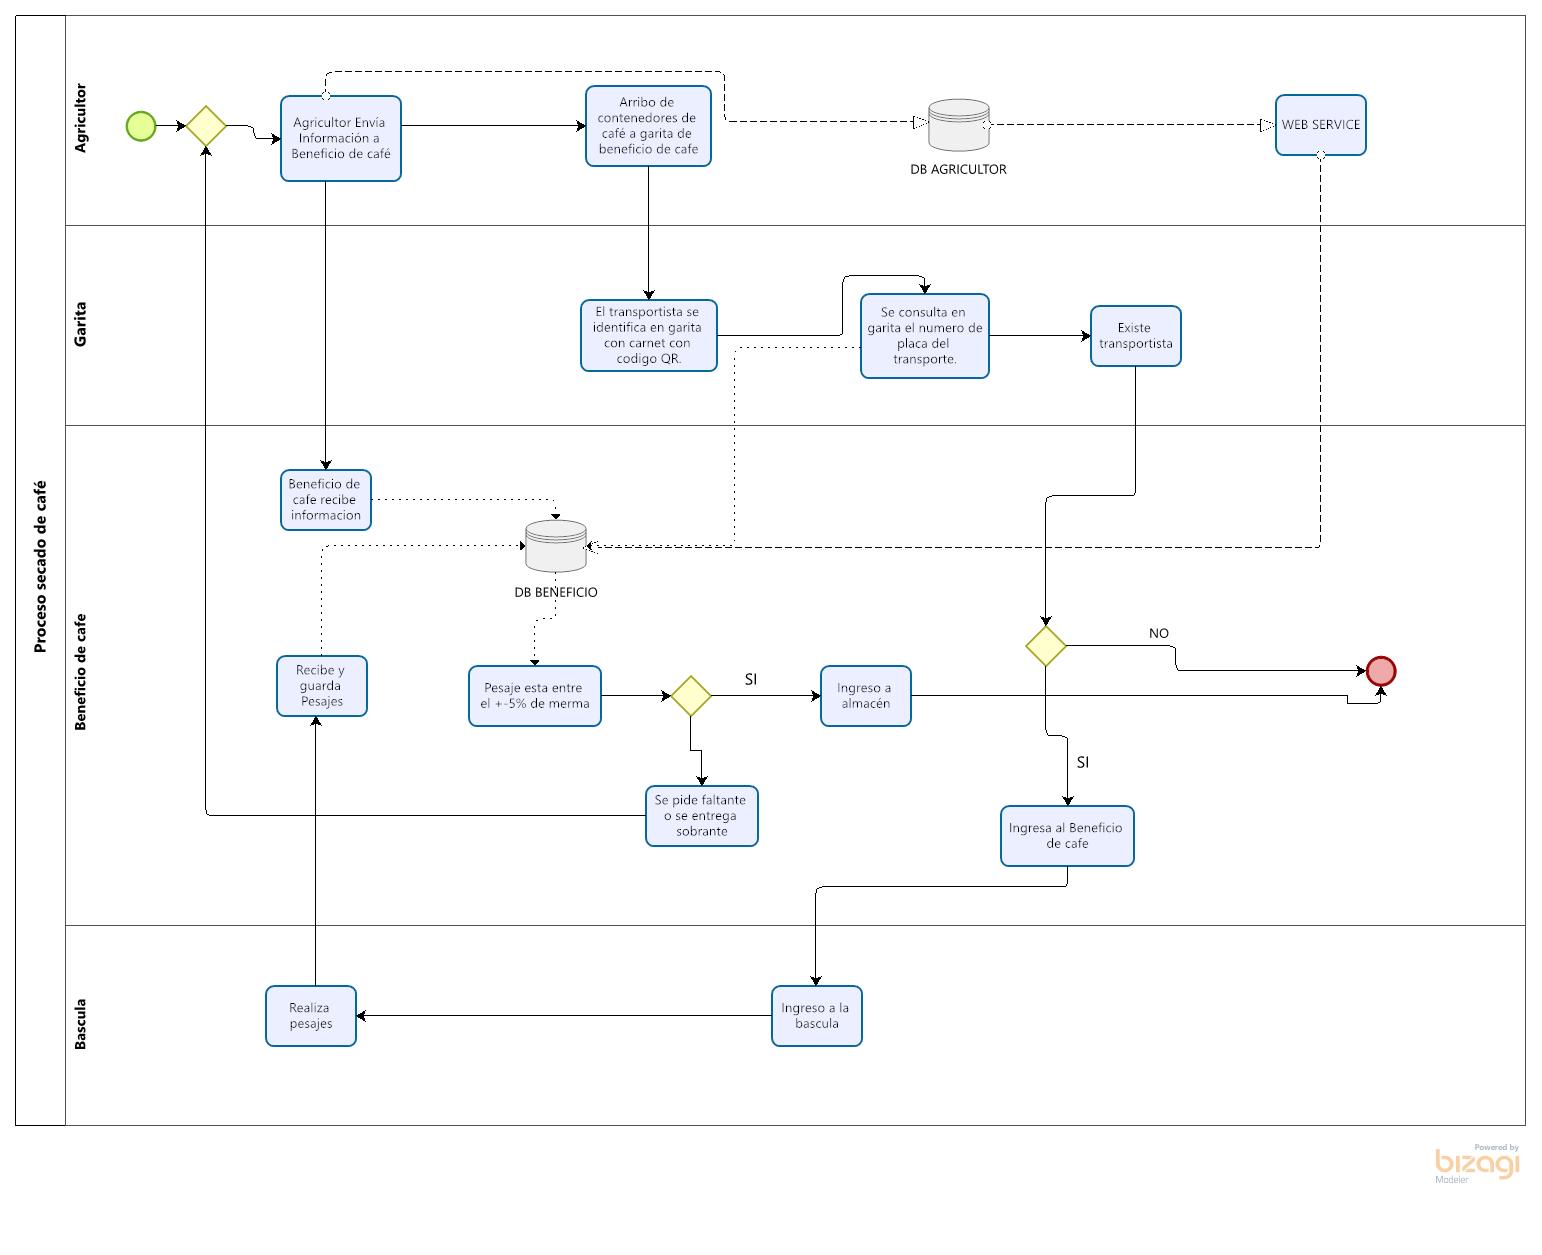 Proceso secado de café
Agricultor
Agricultor Envía
Información a
Beneficio de café
Arribo de
contenedores de
café a garita de
beneficio de cafe
DB AGRICULTOR
WEB SERVICE
Garita
El transportista se
identifica en garita
con carnet con
codigo QR.
Se consulta en
garita el numero de
placa del
transporte.
Existe
transportista
Beneficio de cafe
Beneficio de
cafe recibe
informacion
DB BENEFICIO
Recibe y
guarda
Pesajes
Pesaje esta entre
el +-5% de merma
SI
Ingreso a
almacén
NO
Se pide faltante
o se entrega
sobrante
SI
Ingresa al Beneficio
de cafe
Bascula
Realiza
pesajes
Ingreso a la
bascula
Powered by
bizagi
Modeler